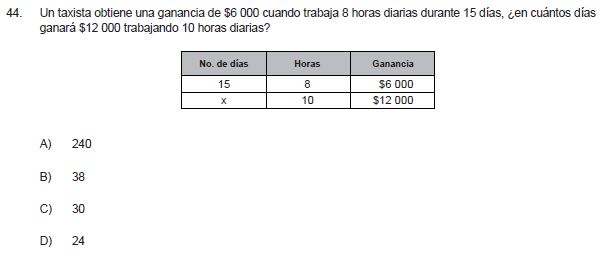 44. Un taxista obtiene una ganancia de $6 000 cuando trabaja 8 horas diarias durante 15 días, ¿en cuántos días
ganará $12 000 trabajando 10 horas diarias?
No. de días Horas Ganancia
15 8 $6 000
x 10 $12 000
A) 240
B) 38
C) 30
D) 24